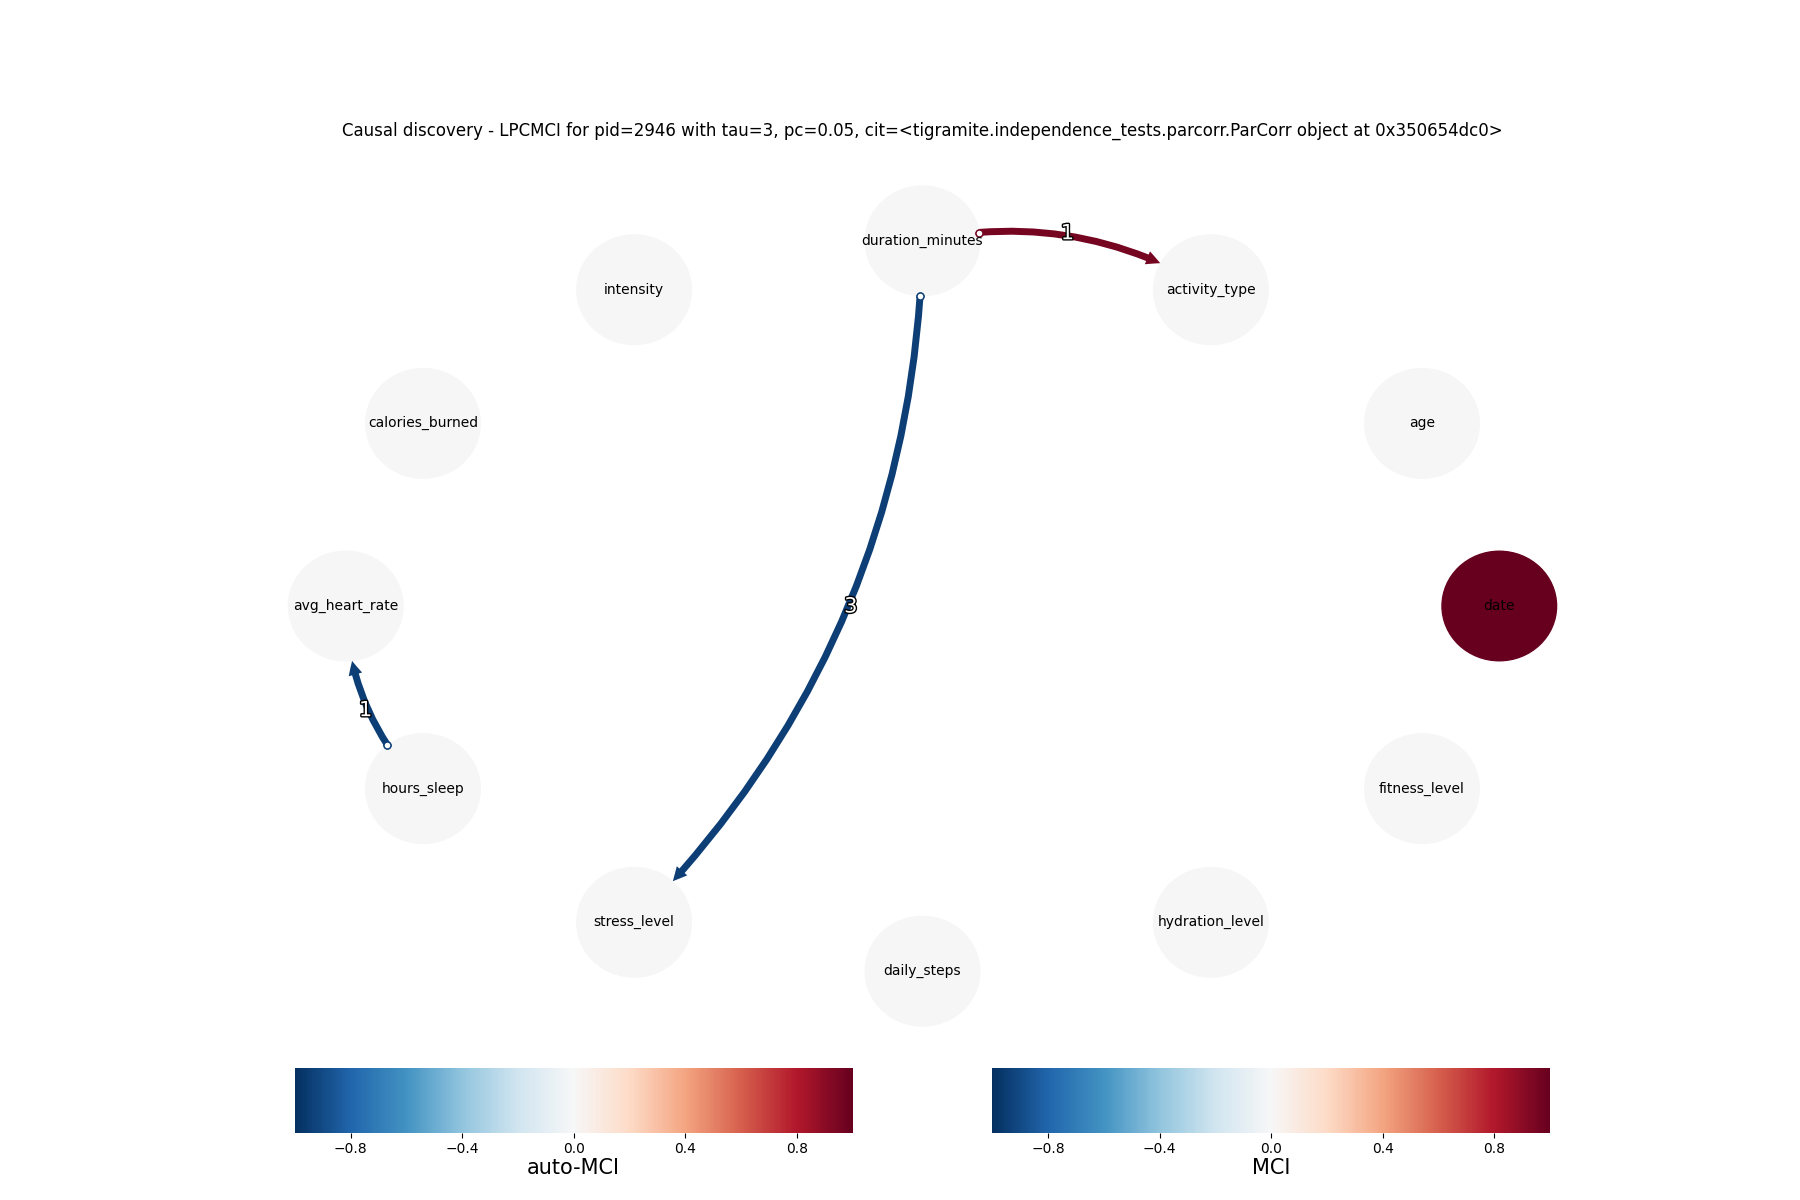 Causal discovery - LPCMCI for pid=2946 with tau=3, pc=0.05, cit=<tigramite.independence_tests.parcorr.ParCorr object at 0x350654dc0>
duration_minutes
1
intensity
activity_type
calories_burned
age
avg_heart_rate
3
date
1
hours_sleep
fitness_level
stress_level
hydration_level
daily_steps
−0.8 −0.4 0.0 0.4 0.8
auto-MCI
−0.8 −0.4 0.0 0.4 0.8
MCI